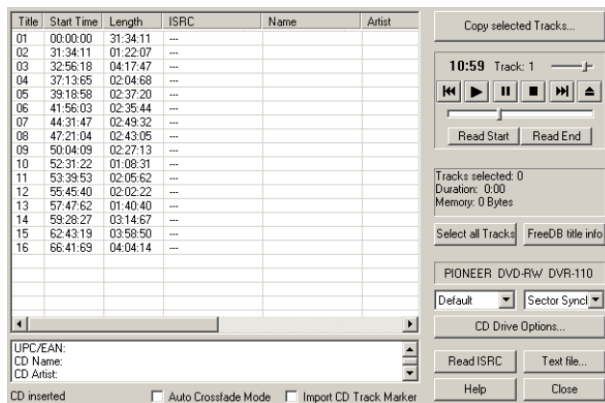 Title Start Time Length ISRC Name Artist
01 00:00:00 31:34:11 ---
02 31:34:11 01:22:07 ---
03 32:56:18 04:17:47 ---
04 37:13:65 02:04:68 ---
05 39:18:58 02:37:20 ---
06 41:56:03 02:35:44 ---
07 44:31:47 02:49:32 ---
08 47:21:04 02:43:05 ---
09 50:04:09 02:27:13 ---
10 52:31:22 01:08:31 ---
11 53:39:53 02:05:62 ---
12 55:45:40 02:02:22 ---
13 57:47:62 01:40:40 ---
14 59:28:27 03:14:67 ---
15 62:43:19 03:58:50 ---
16 66:41:69 04:04:14 ---
UPC/EAN:
CD Name:
CD Artist:
CD inserted
Auto Crossfade Mode
Import CD Track Marker
Copy selected Tracks...
10:59 Track: 1
Read Start
Read End
Tracks selected: 0
Duration: 0:00
Memory: 0 Bytes
Select all Tracks
FreeDB title info
PIONEER DVD-RW DVR-110
Default
Sector Syncl
CD Drive Options...
Read ISRC
Text file...
Help
Close